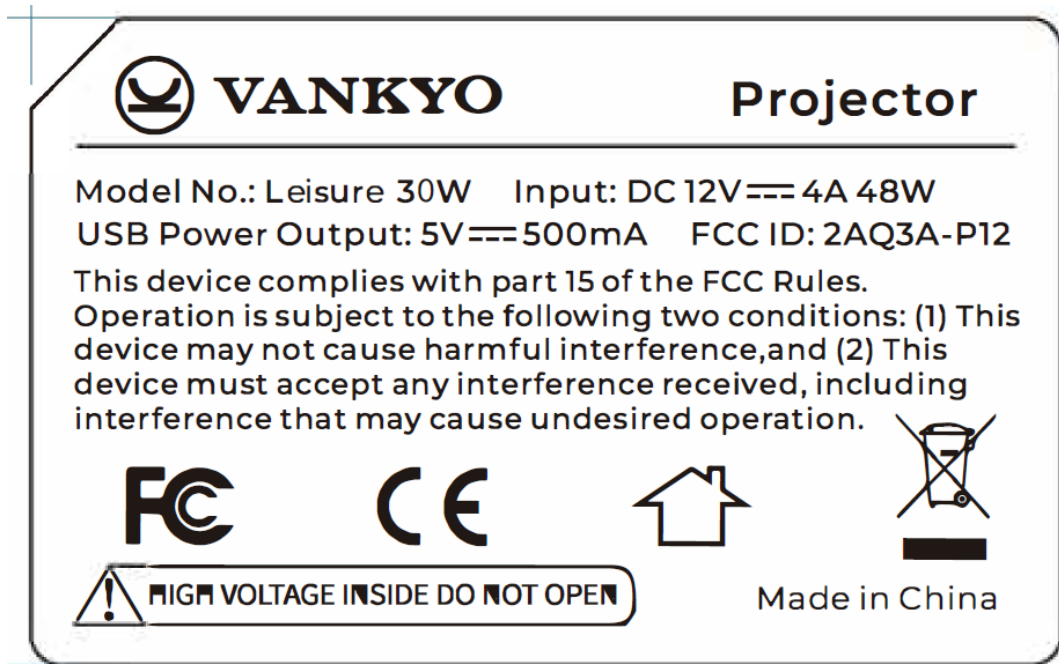 VANKYO Projector
Model No.: Leisure 30W Input: DC 12V⎓4A 48W
USB Power Output: 5V⎓500mA FCC ID: 2AQ3A-P12
This device complies with part 15 of the FCC Rules.
Operation is subject to the following two conditions: (1) This
device may not cause harmful interference,and (2) This
device must accept any interference received, including
interference that may cause undesired operation.
FC CE
HIGH VOLTAGE INSIDE DO NOT OPEN
Made in China